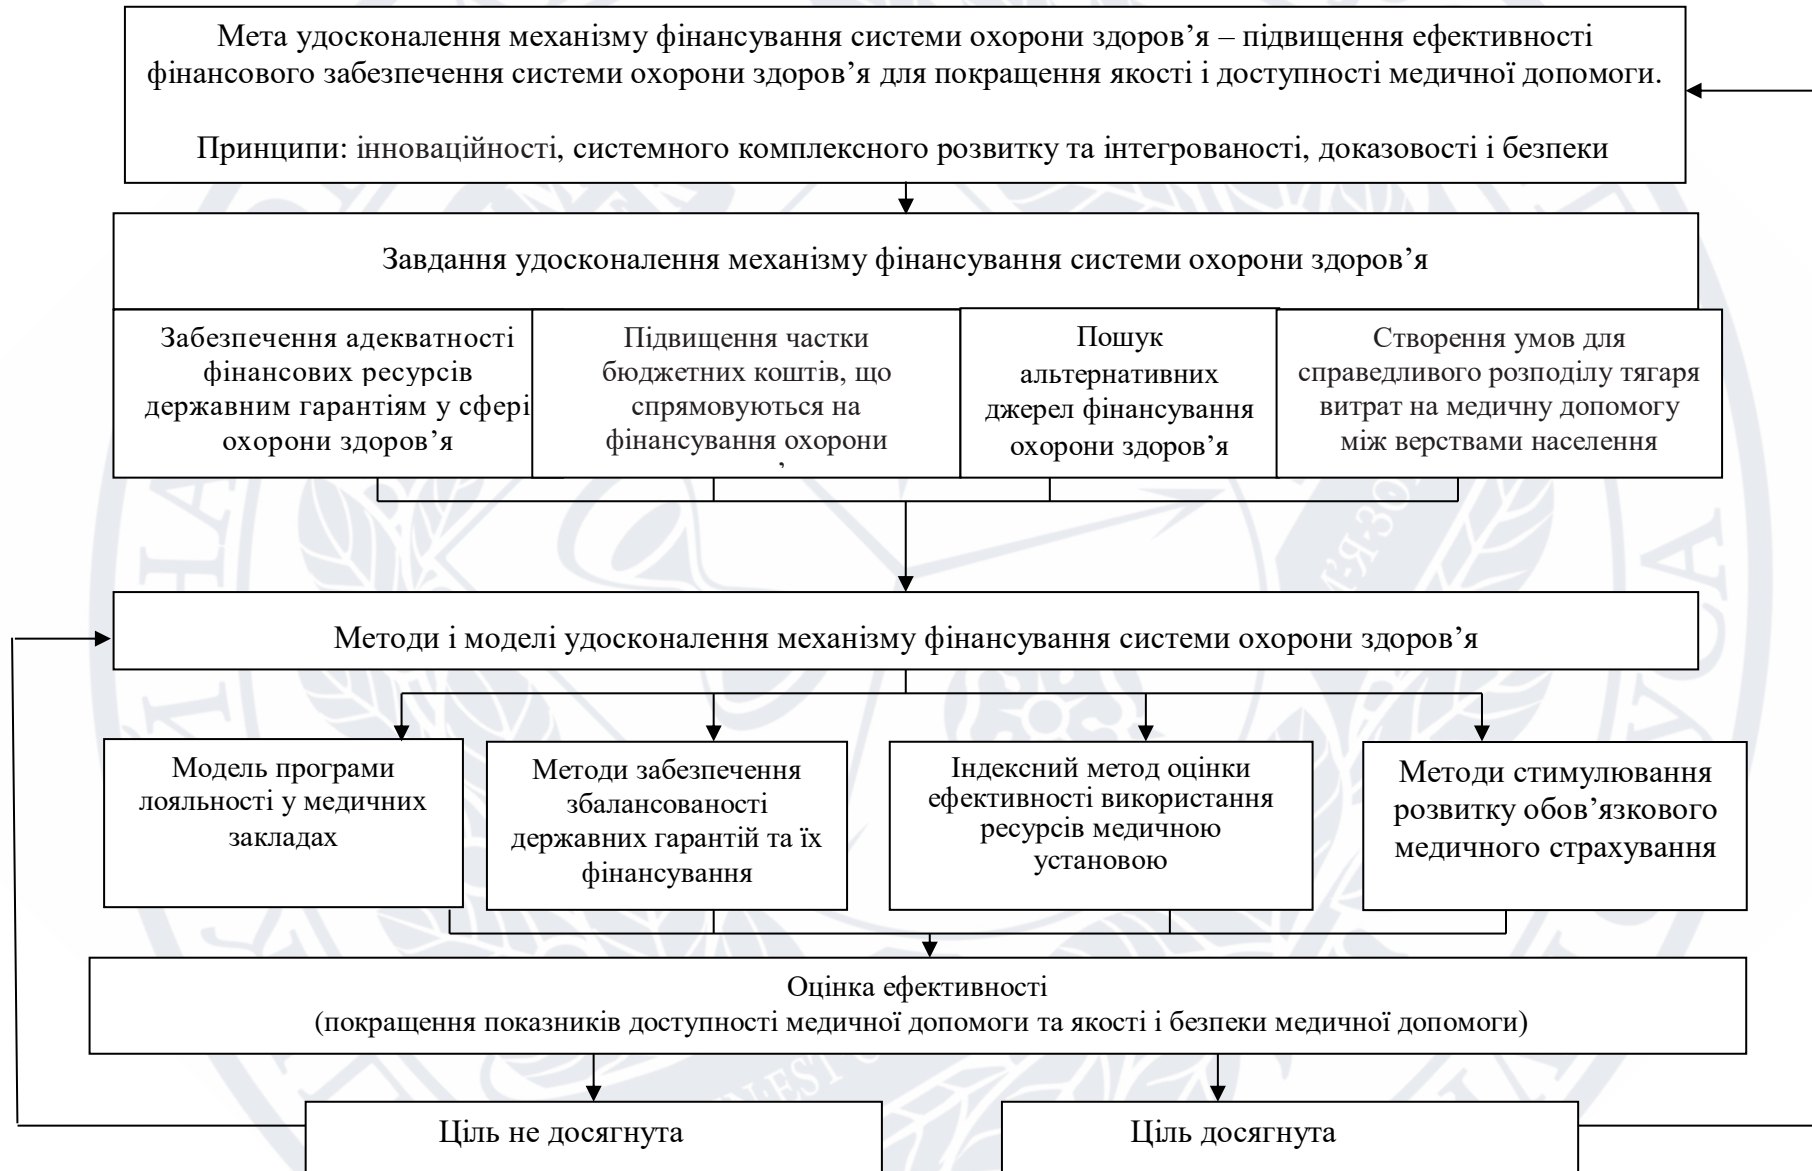 Мета удосконалення механізму фінансування системи охорони здоров’я – підвищення ефективності
фінансового забезпечення системи охорони здоров’я для покращення якості і доступності медичної допомоги.
Принципи: інноваційності, системного комплексного розвитку та інтегрованості, доказовості і безпеки
Завдання удосконалення механізму фінансування системи охорони здоров’я
Забезпечення адекватності
фінансових ресурсів
державним гарантіям у сфері
охорони здоров’я
Підвищення частки
бюджетних коштів, що
спрямовуються на
фінансування охорони
Пошук
альтернативних
джерел фінансування
охорони здоров’я
Створення умов для
справедливого розподілу тягаря
витрат на медичну допомогу
між верствами населення
Методи і моделі удосконалення механізму фінансування системи охорони здоров’я
Модель програми
лояльності у медичних
закладах
Методи забезпечення
збалансованості
державних гарантій та їх
фінансування
Індексний метод оцінки
ефективності використання
ресурсів медичною
установою
Методи стимулювання
розвитку обов’язкового
медичного страхування
Оцінка ефективності
(покращення показників доступності медичної допомоги та якості і безпеки медичної допомоги)
Ціль не досягнута
Ціль досягнута